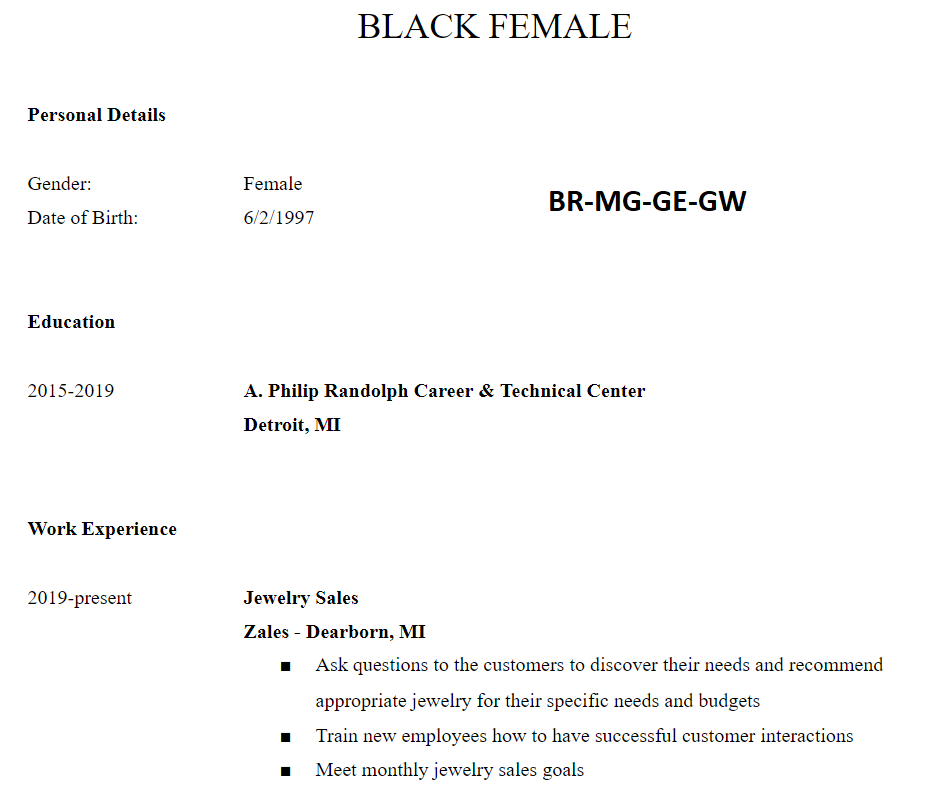 BLACK FEMALE
Personal Details
Gender: Female
BR-MG-GE-GW
Date of Birth: 6/2/1997
Education
2015-2019 A. Philip Randolph Career & Technical Center
Detroit, MI
Work Experience
2019-present Jewelry Sales
Zales - Dearborn, MI
■ Ask questions to the customers to discover their needs and recommend
appropriate jewelry for their specific needs and budgets
■ Train new employees how to have successful customer interactions
■ Meet monthly jewelry sales goals